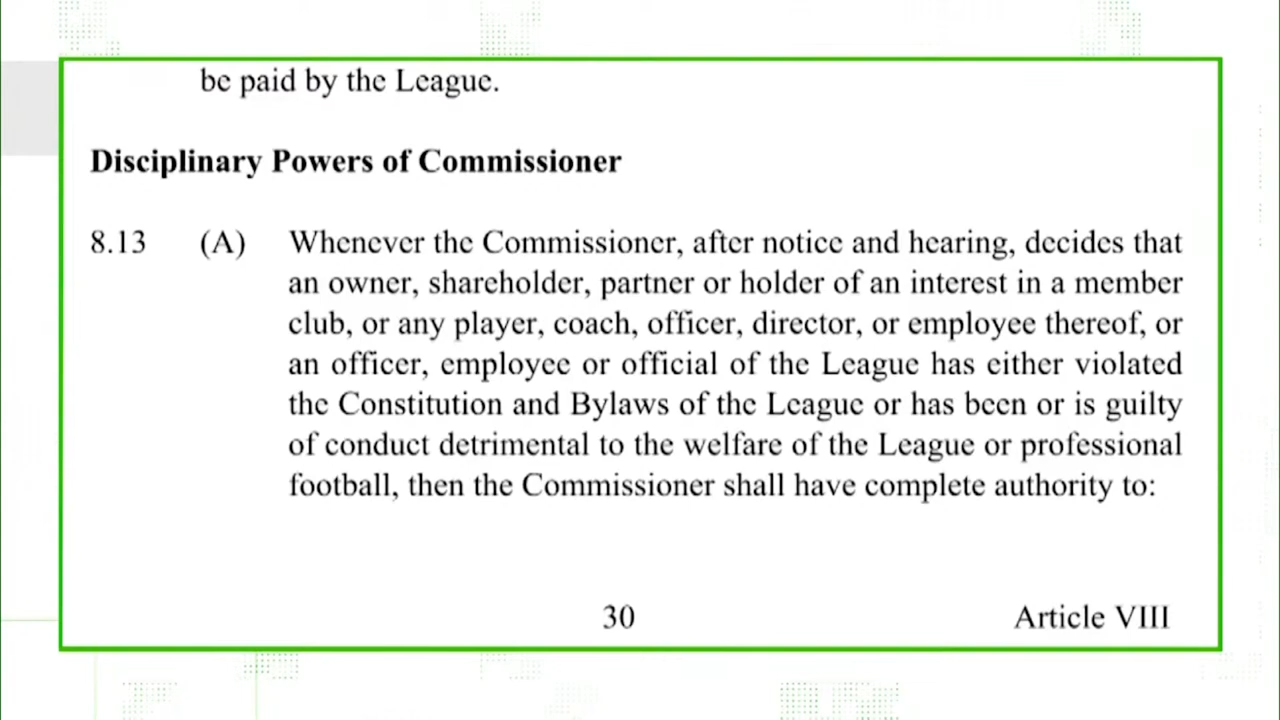 be paid by the League.
Disciplinary Powers of Commissioner
8.13 (A) Whenever the Commissioner, after notice and hearing, decides that
an owner, shareholder, partner or holder of an interest in a member
club, or any player, coach, officer, director, or employee thereof, or
an officer, employee or official of the League has either violated
the Constitution and Bylaws of the League or has been or is guilty
of conduct detrimental to the welfare of the League or professional
football, then the Commissioner shall have complete authority to:
30 Article VIII